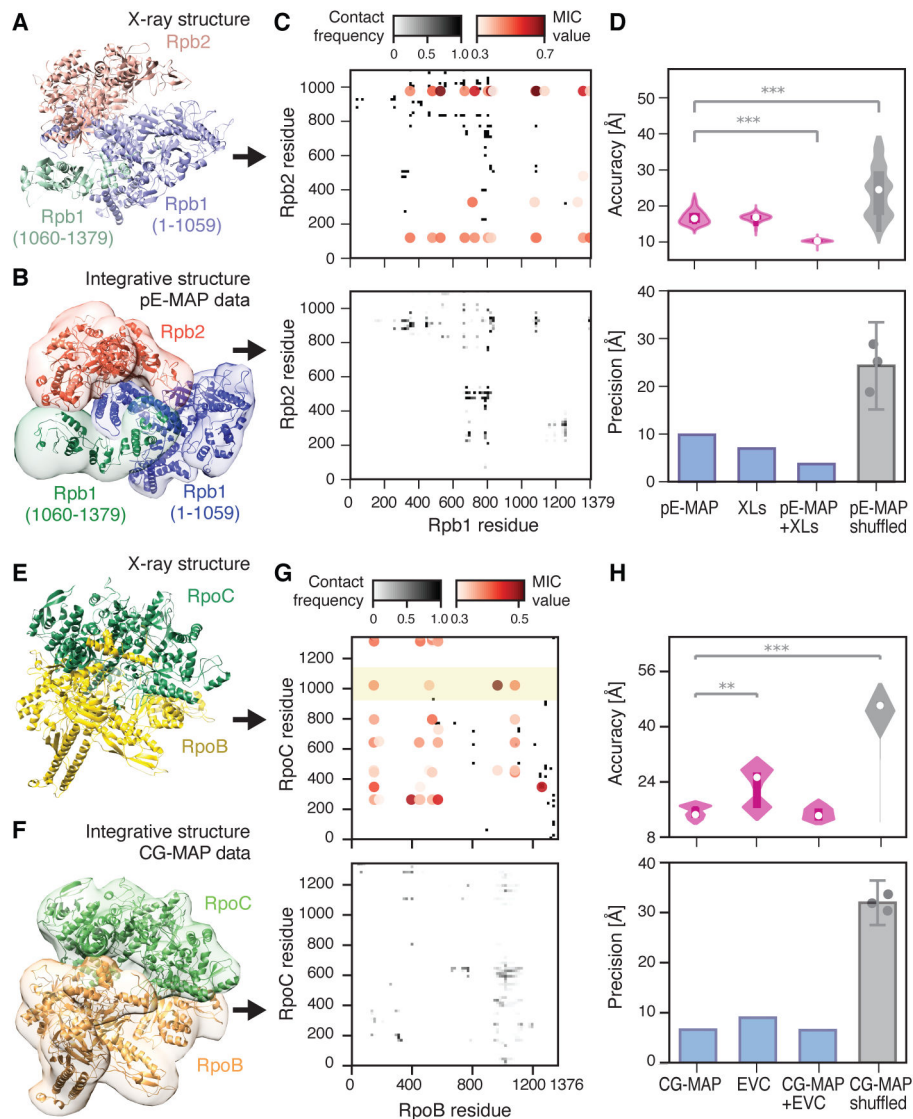 A
X-ray structure
Rpb2
Rpb1
(1060-1379)
Rpb1
(1-1059)
B
Integrative structure
pE-MAP data
Rpb2
Rpb1
(1060-1379)
Rpb1
(1-1059)
C
Contact
frequency
0 0.5 1.0
MIC
value
0.3 0.7
Rpb2 residue
1000
800
600
400
200
0
Rpb2 residue
1000
800
600
400
200
0
0 400 800 1200 1379
Rpb1 residue
D
Accuracy [Å]
50
40
30
20
10
***
***
Precision [Å]
40
30
20
10
0
pE-MAP XLs pE-MAP pE-MAP
+XLs shuffled
E
X-ray structure
RpoC
RpoB
F
Integrative structure
CG-MAP data
RpoC
RpoB
G
Contact
frequency
0 0.5 1.0
MIC
value
0.3 0.5
RpoC residue
1200
1000
800
600
400
200
0
RpoC residue
1200
1000
800
600
400
200
0
0 400 800 1200 1376
RpoB residue
H
Accuracy [Å]
56
40
24
8
***
**
Precision [Å]
40
30
20
10
0
CG-MAP EVC CG-MAP CG-MAP
+EVC shuffled